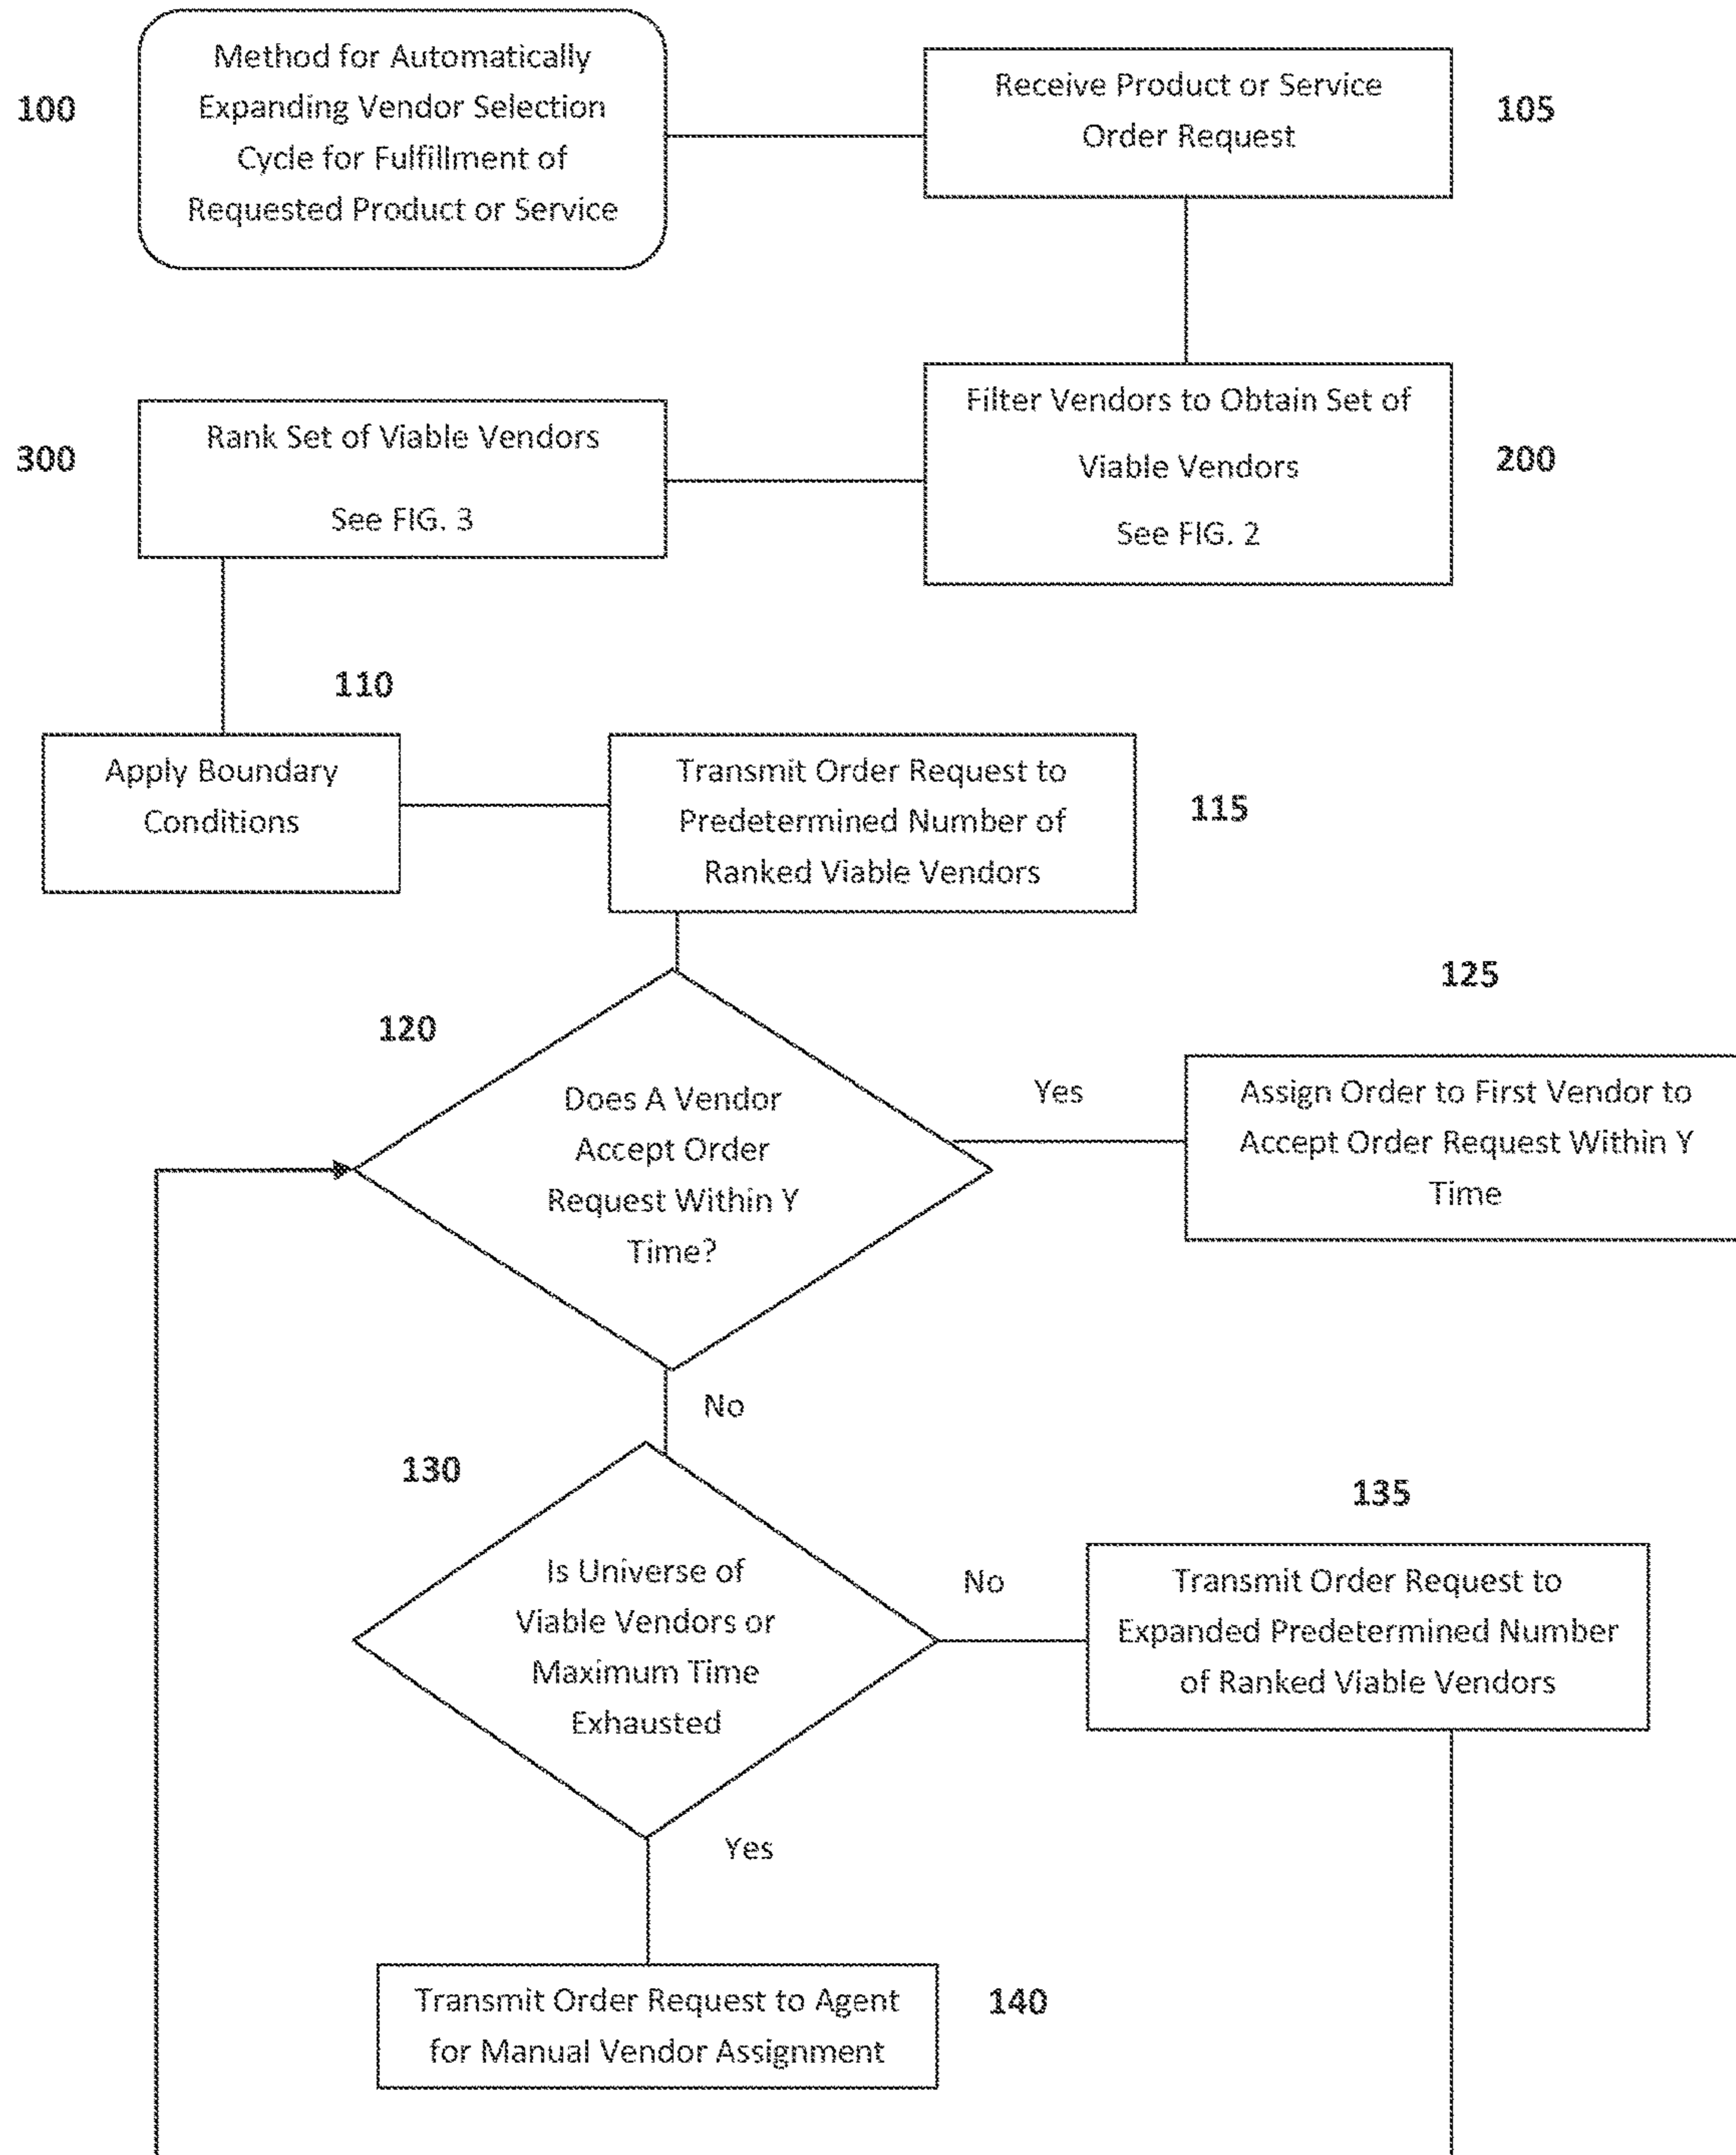 100
Method for Automatically
Expanding Vendor Selection
Cycle for Fulfillment of
Requested Product or Service
Receive Product or Service
Order Request
105
300
Rank Set of Viable Vendors
See FIG. 3
Filter Vendors to Obtain Set of
Viable Vendors
See FIG. 2
200
110
Apply Boundary
Conditions
Transmit Order Request to
Predetermined Number of
Ranked Viable Vendors
115
120
Does A Vendor
Accept Order
Request Within Y
Time?
Yes
125
Assign Order to First Vendor to
Accept Order Request Within Y
Time
No
130
Is Universe of
Viable Vendors or
Maximum Time
Exhausted
No
135
Transmit Order Request to
Expanded Predetermined Number
of Ranked Viable Vendors
Yes
Transmit Order Request to Agent
for Manual Vendor Assignment
140